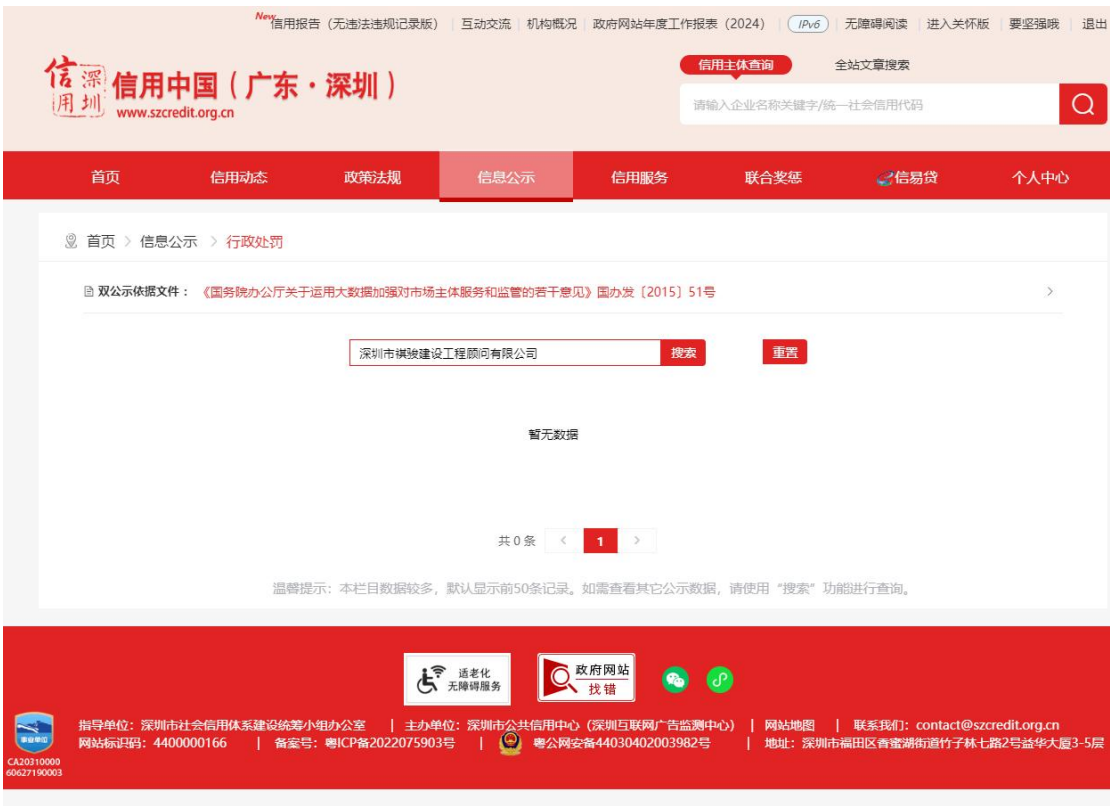 New信用报告（无违法违规记录版） 互动交流 机构概况 政府网站年度工作报表（2024） IPv6 无障碍阅读 进入关怀版 要坚强哦 退出
信用深圳
信用中国（广东·深圳）
www.szcredit.org.cn
信用主体查询 全站文章搜索
请输入企业名称关键字/统一社会信用代码
首页 信用动态 政策法规 信息公示 信用服务 联合奖惩 信易贷 个人中心
首页 > 信息公示 > 行政处罚
双公示依据文件： 《国务院办公厅关于运用大数据加强对市场主体服务和监管的若干意见》国办发〔2015〕51号 >
深圳市祺骏建设工程顾问有限公司 搜索 重置
暂无数据
共 0 条 < 1 >
温馨提示：本栏目数据较多，默认显示前50条记录。如需查看其它公示数据，请使用“搜索”功能进行查询。
适老化
无障碍服务
政府网站
找错
指导单位：深圳市社会信用体系建设统筹小组办公室 | 主办单位：深圳市公共信用中心（深圳互联网广告监测中心） | 网站地图 | 联系我们：contact@szcredit.org.cn
网站标识码：4400000166 | 备案号：粤ICP备2022075903号 | 粤公网安备44030402003982号 | 地址：深圳市福田区香蜜湖街道竹子林七路2号益华大厦3-5层
事业单位
CA20310000
60627190003